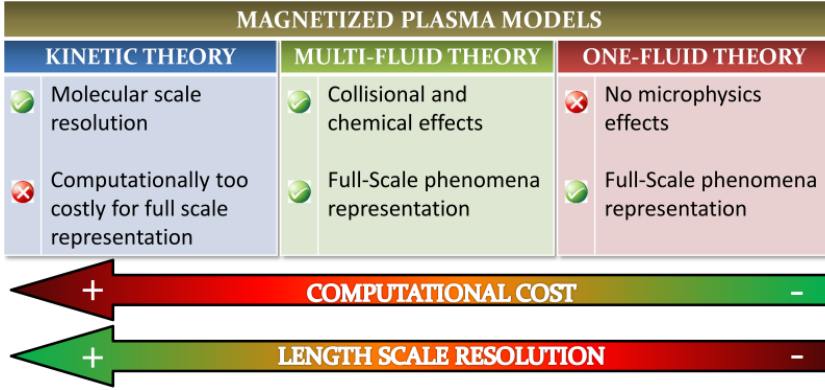 MAGNETIZED PLASMA MODELS
KINETIC THEORY
MULTI-FLUID THEORY
ONE-FLUID THEORY
Molecular scale
resolution
Computationally too
costly for full scale
representation
Collisional and
chemical effects
Full-Scale phenomena
representation
No microphysics
effects
Full-Scale phenomena
representation
+ COMPUTATIONAL COST -
+ LENGTH SCALE RESOLUTION -